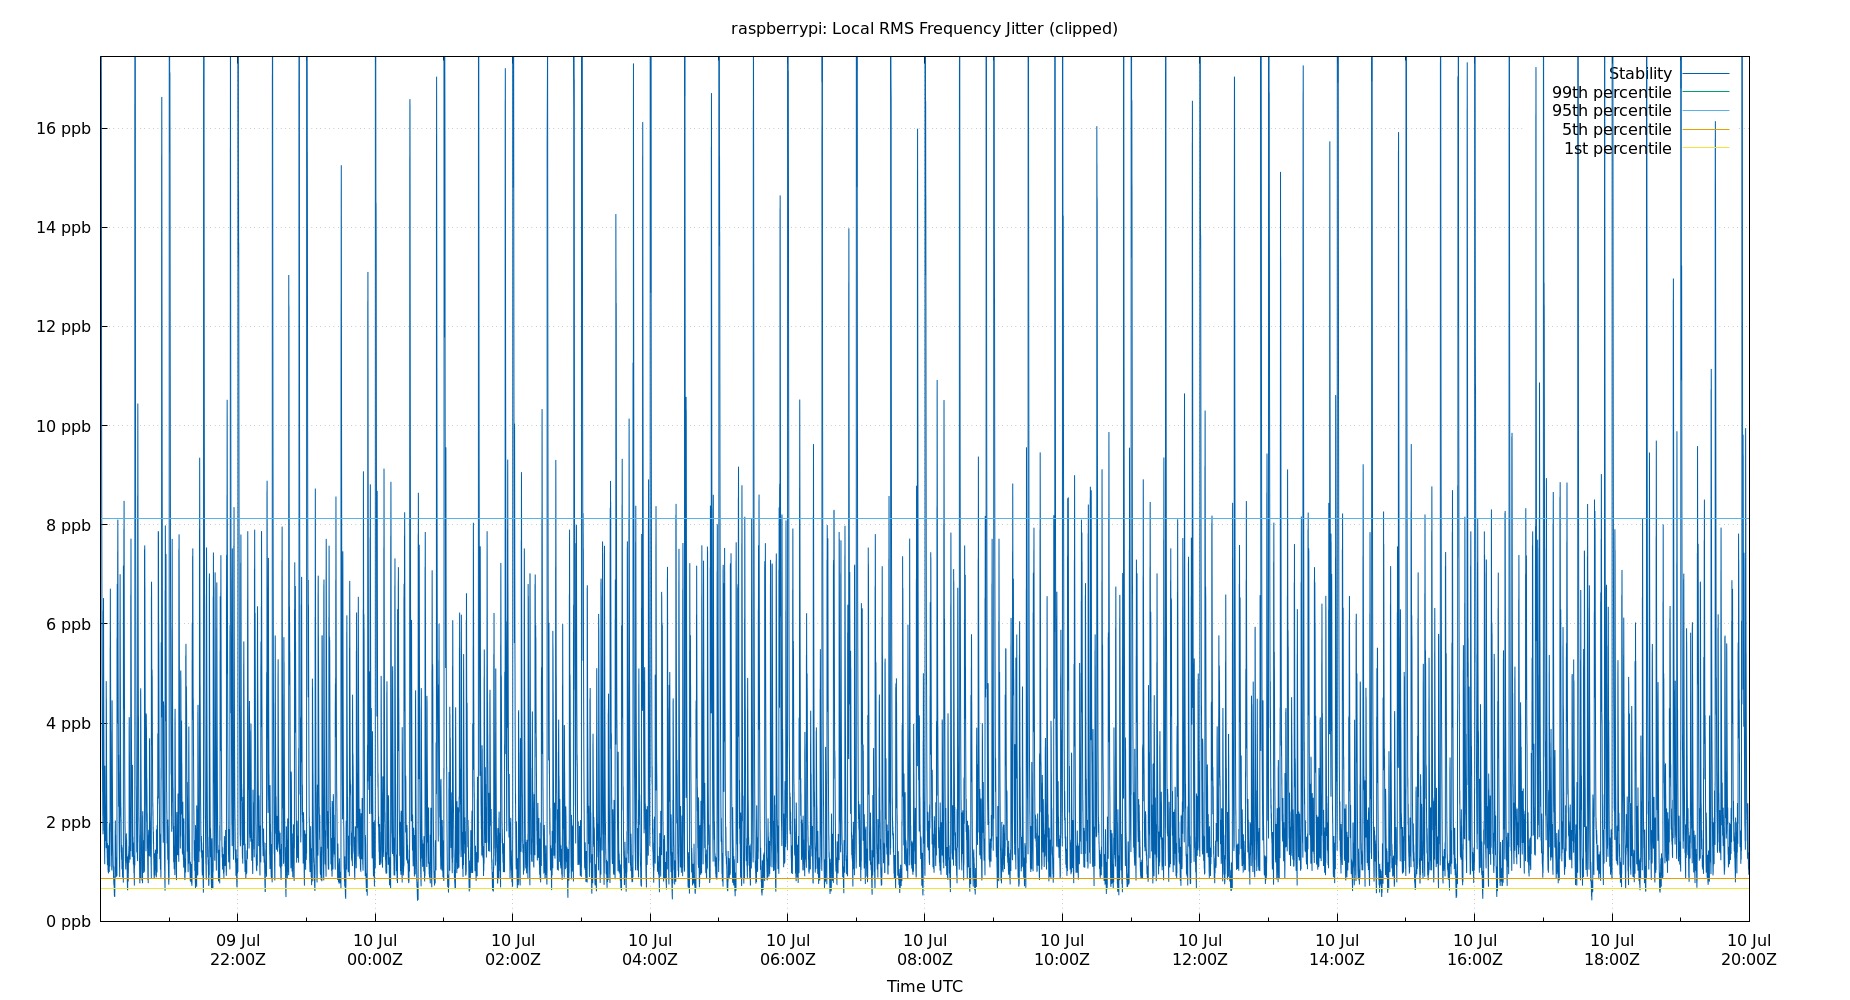 raspberrypi: Local RMS Frequency Jitter (clipped)
Stability
99th percentile
95th percentile
5th percentile
1st percentile
16 ppb
14 ppb
12 ppb
10 ppb
8 ppb
6 ppb
4 ppb
2 ppb
0 ppb
09 Jul 10 Jul 10 Jul 10 Jul 10 Jul 10 Jul 10 Jul 10 Jul 10 Jul 10 Jul 10 Jul 10 Jul
22:00Z 00:00Z 02:00Z 04:00Z 06:00Z 08:00Z 10:00Z 12:00Z 14:00Z 16:00Z 18:00Z 20:00Z
Time UTC